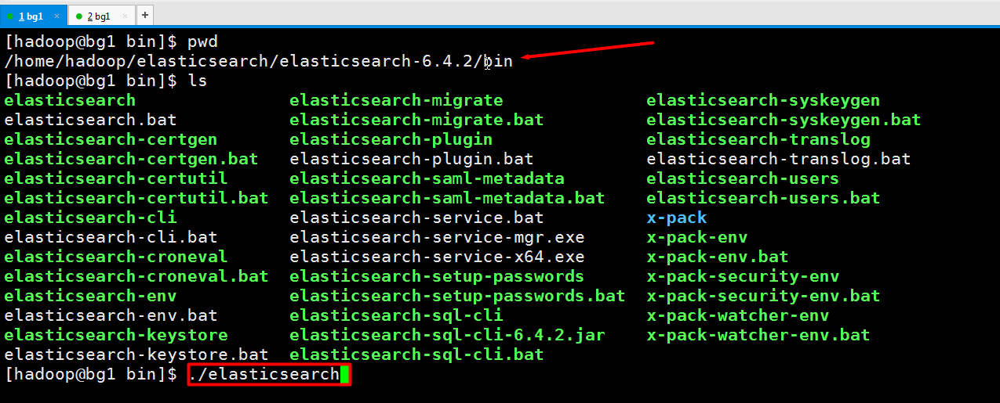 1 bg1 × 2 bg1 × +
[hadoop@bg1 bin]$ pwd
/home/hadoop/elasticsearch/elasticsearch-6.4.2/bin
[hadoop@bg1 bin]$ ls
elasticsearch elasticsearch-migrate elasticsearch-syskeygen
elasticsearch.bat elasticsearch-migrate.bat elasticsearch-syskeygen.bat
elasticsearch-certgen elasticsearch-plugin elasticsearch-translog
elasticsearch-certgen.bat elasticsearch-plugin.bat elasticsearch-translog.bat
elasticsearch-certutil elasticsearch-saml-metadata elasticsearch-users
elasticsearch-certutil.bat elasticsearch-saml-metadata.bat elasticsearch-users.bat
elasticsearch-cli elasticsearch-service.bat x-pack
elasticsearch-cli.bat elasticsearch-service-mgr.exe x-pack-env
elasticsearch-croneval elasticsearch-service-x64.exe x-pack-env.bat
elasticsearch-croneval.bat elasticsearch-setup-passwords x-pack-security-env
elasticsearch-env elasticsearch-setup-passwords.bat x-pack-security-env.bat
elasticsearch-env.bat elasticsearch-sql-cli x-pack-watcher-env
elasticsearch-keystore elasticsearch-sql-cli-6.4.2.jar x-pack-watcher-env.bat
elasticsearch-keystore.bat elasticsearch-sql-cli.bat
[hadoop@bg1 bin]$ ./elasticsearch